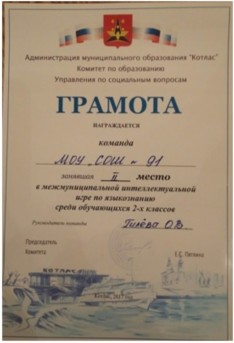 Администрация муниципального образования "Котлас"
Комитет по образованию
Управления по социальным вопросам
ГРАМОТА
НАГРАЖДАЕТСЯ
команда
МОУ „СОШ № 91
занявшая II место
в межмуниципальной интеллектуальной
игре по языкознанию
среди обучающихся 2-х классов
Руководитель команды О.В.
Председатель
Комитета
КОТЛАС